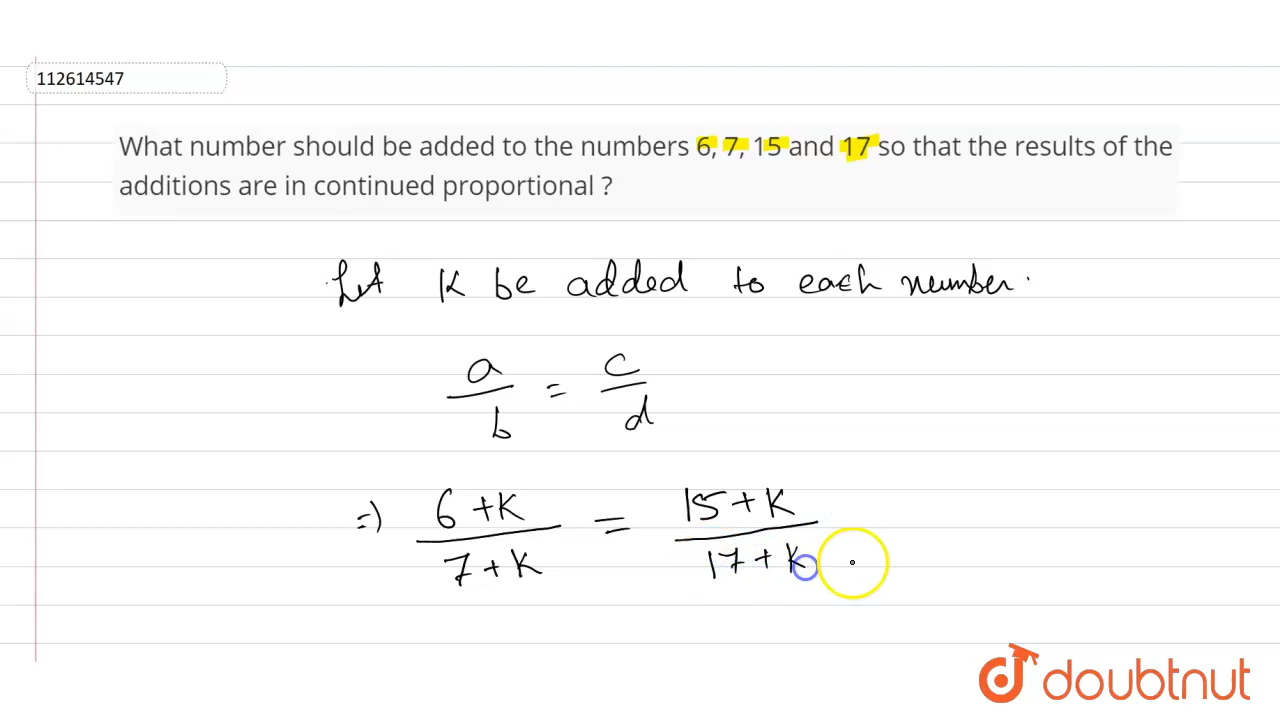 112614547
What number should be added to the numbers 6, 7, 15 and 17 so that the results of the
additions are in continued proportional ?
Let K be added to each number.
a/b = c/d
=) 6+K/7+K = 15+K/17+K
doubtnut